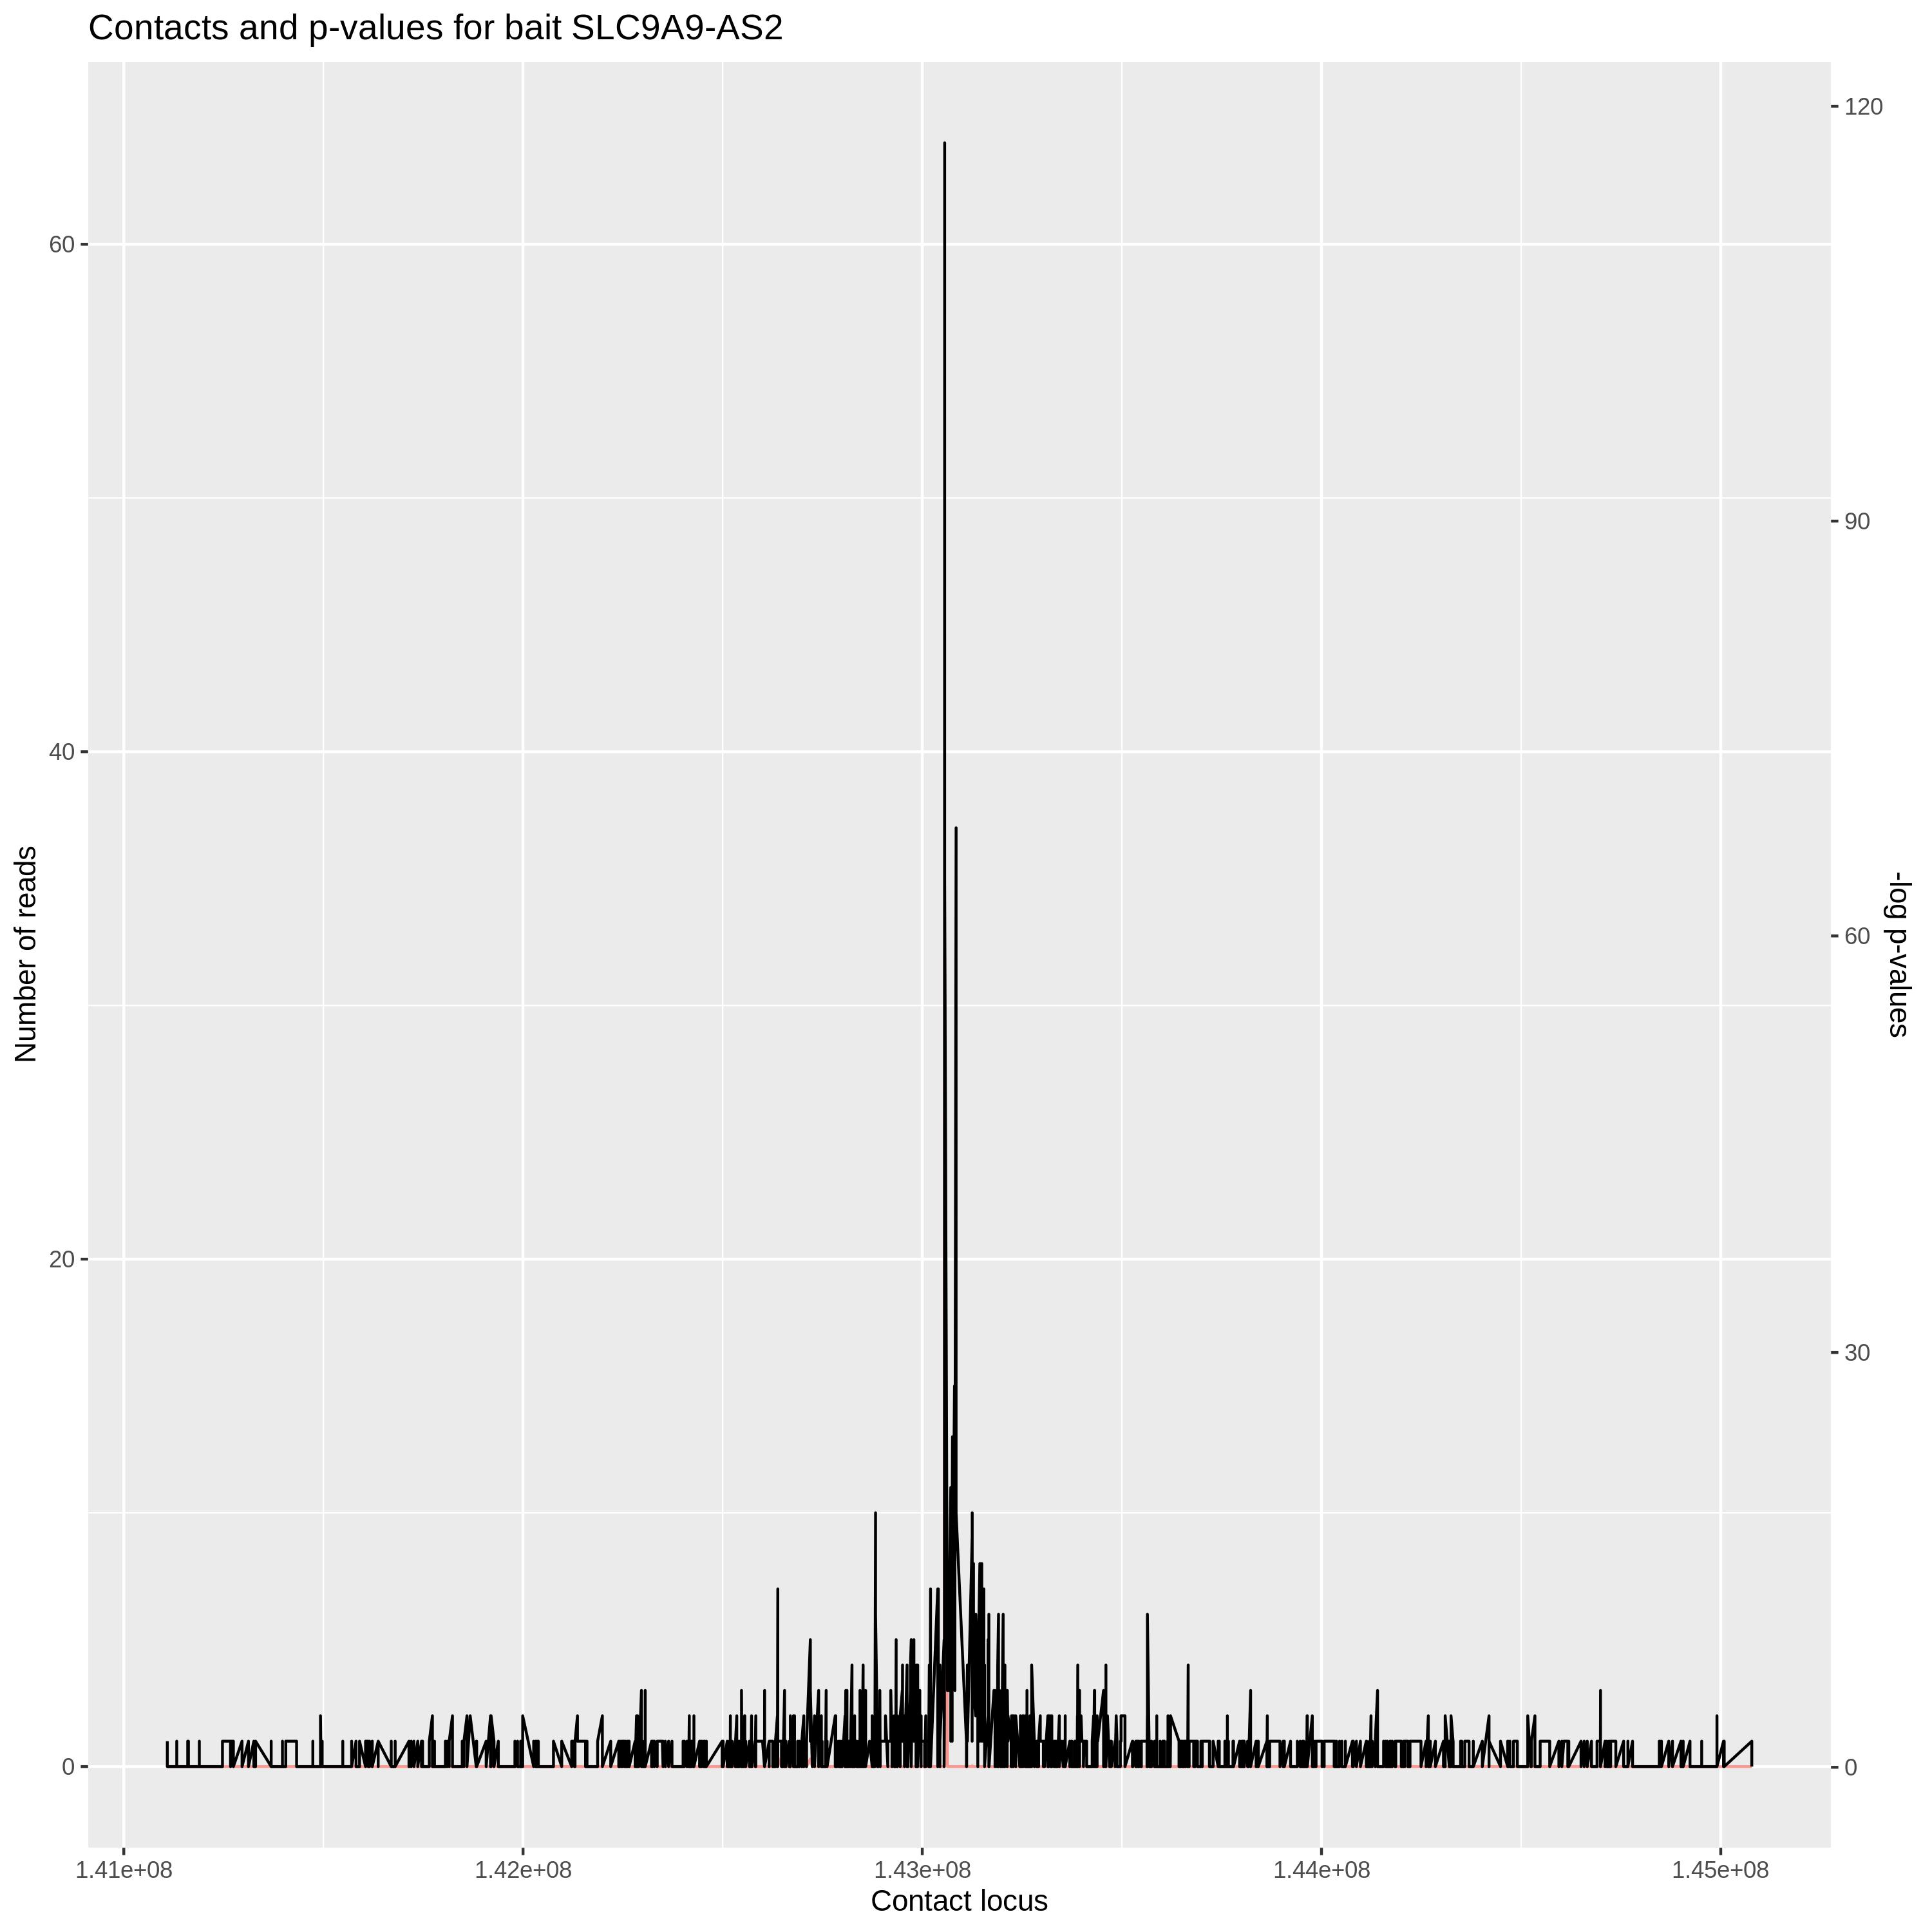 Contacts and p-values for bait SLC9A9-AS2
120
60
90
40
60
Number of reads
-log p-values
20
30
0
0
1.41e+08
1.42e+08
1.43e+08
1.44e+08
1.45e+08
Contact locus